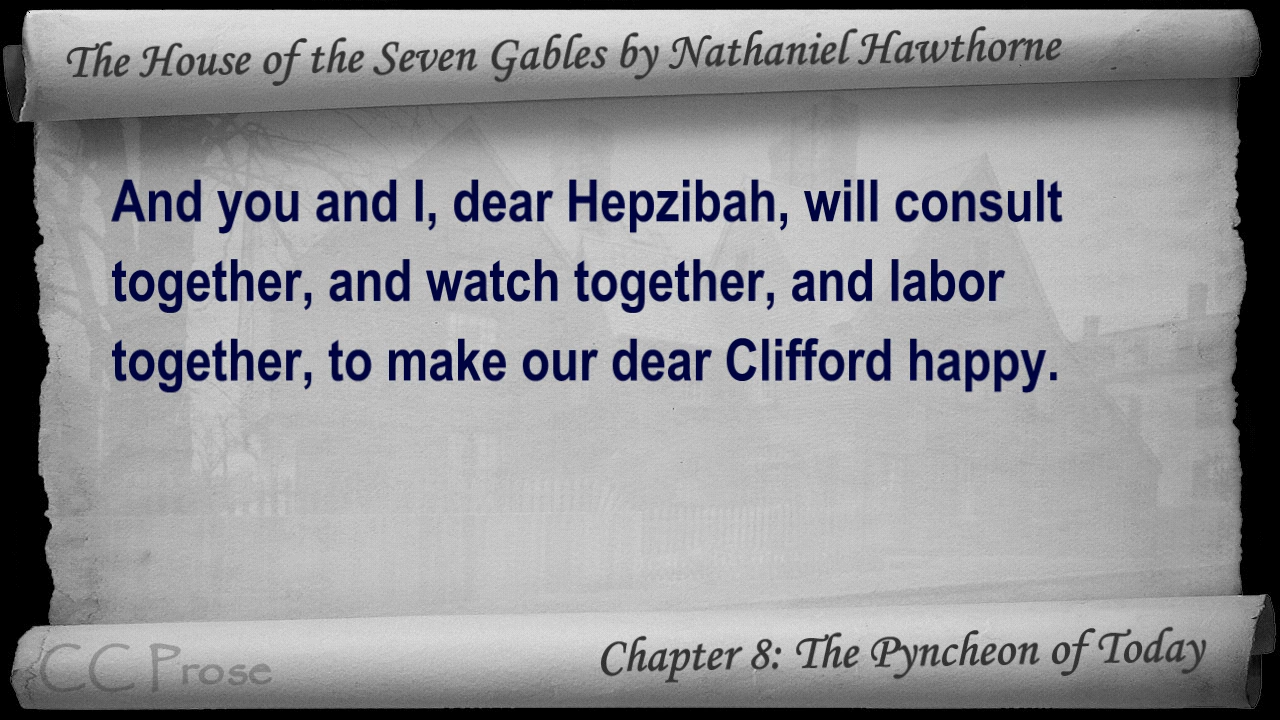 The House of the Seven Gables by Nathaniel Hawthorne
And you and I, dear Hepzibah, will consult
together, and watch together, and labor
together, to make our dear Clifford happy.
CC Prose
Chapter 8: The Pyncheon of Today